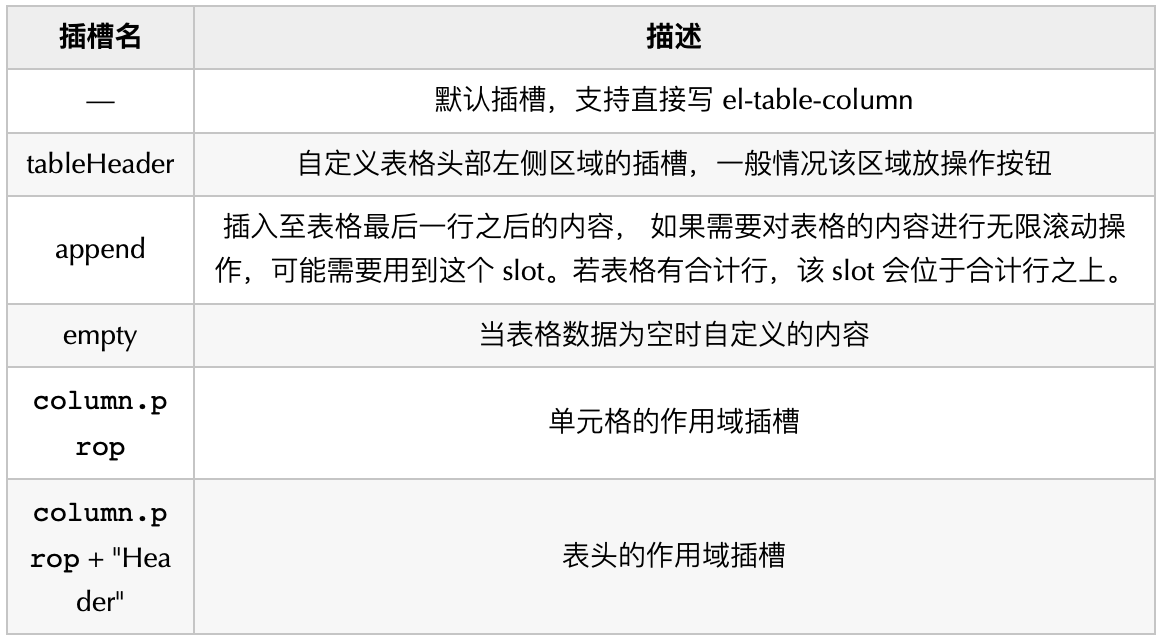 插槽名
描述
—
默认插槽，支持直接写 el-table-column
tableHeader
自定义表格头部左侧区域的插槽，一般情况该区域放操作按钮
append
插入至表格最后一行之后的内容， 如果需要对表格的内容进行无限滚动操
作，可能需要用到这个 slot。若表格有合计行，该 slot 会位于合计行之上。
empty
当表格数据为空时自定义的内容
column.p
rop
单元格的作用域插槽
column.p
rop + "Hea
der"
表头的作用域插槽